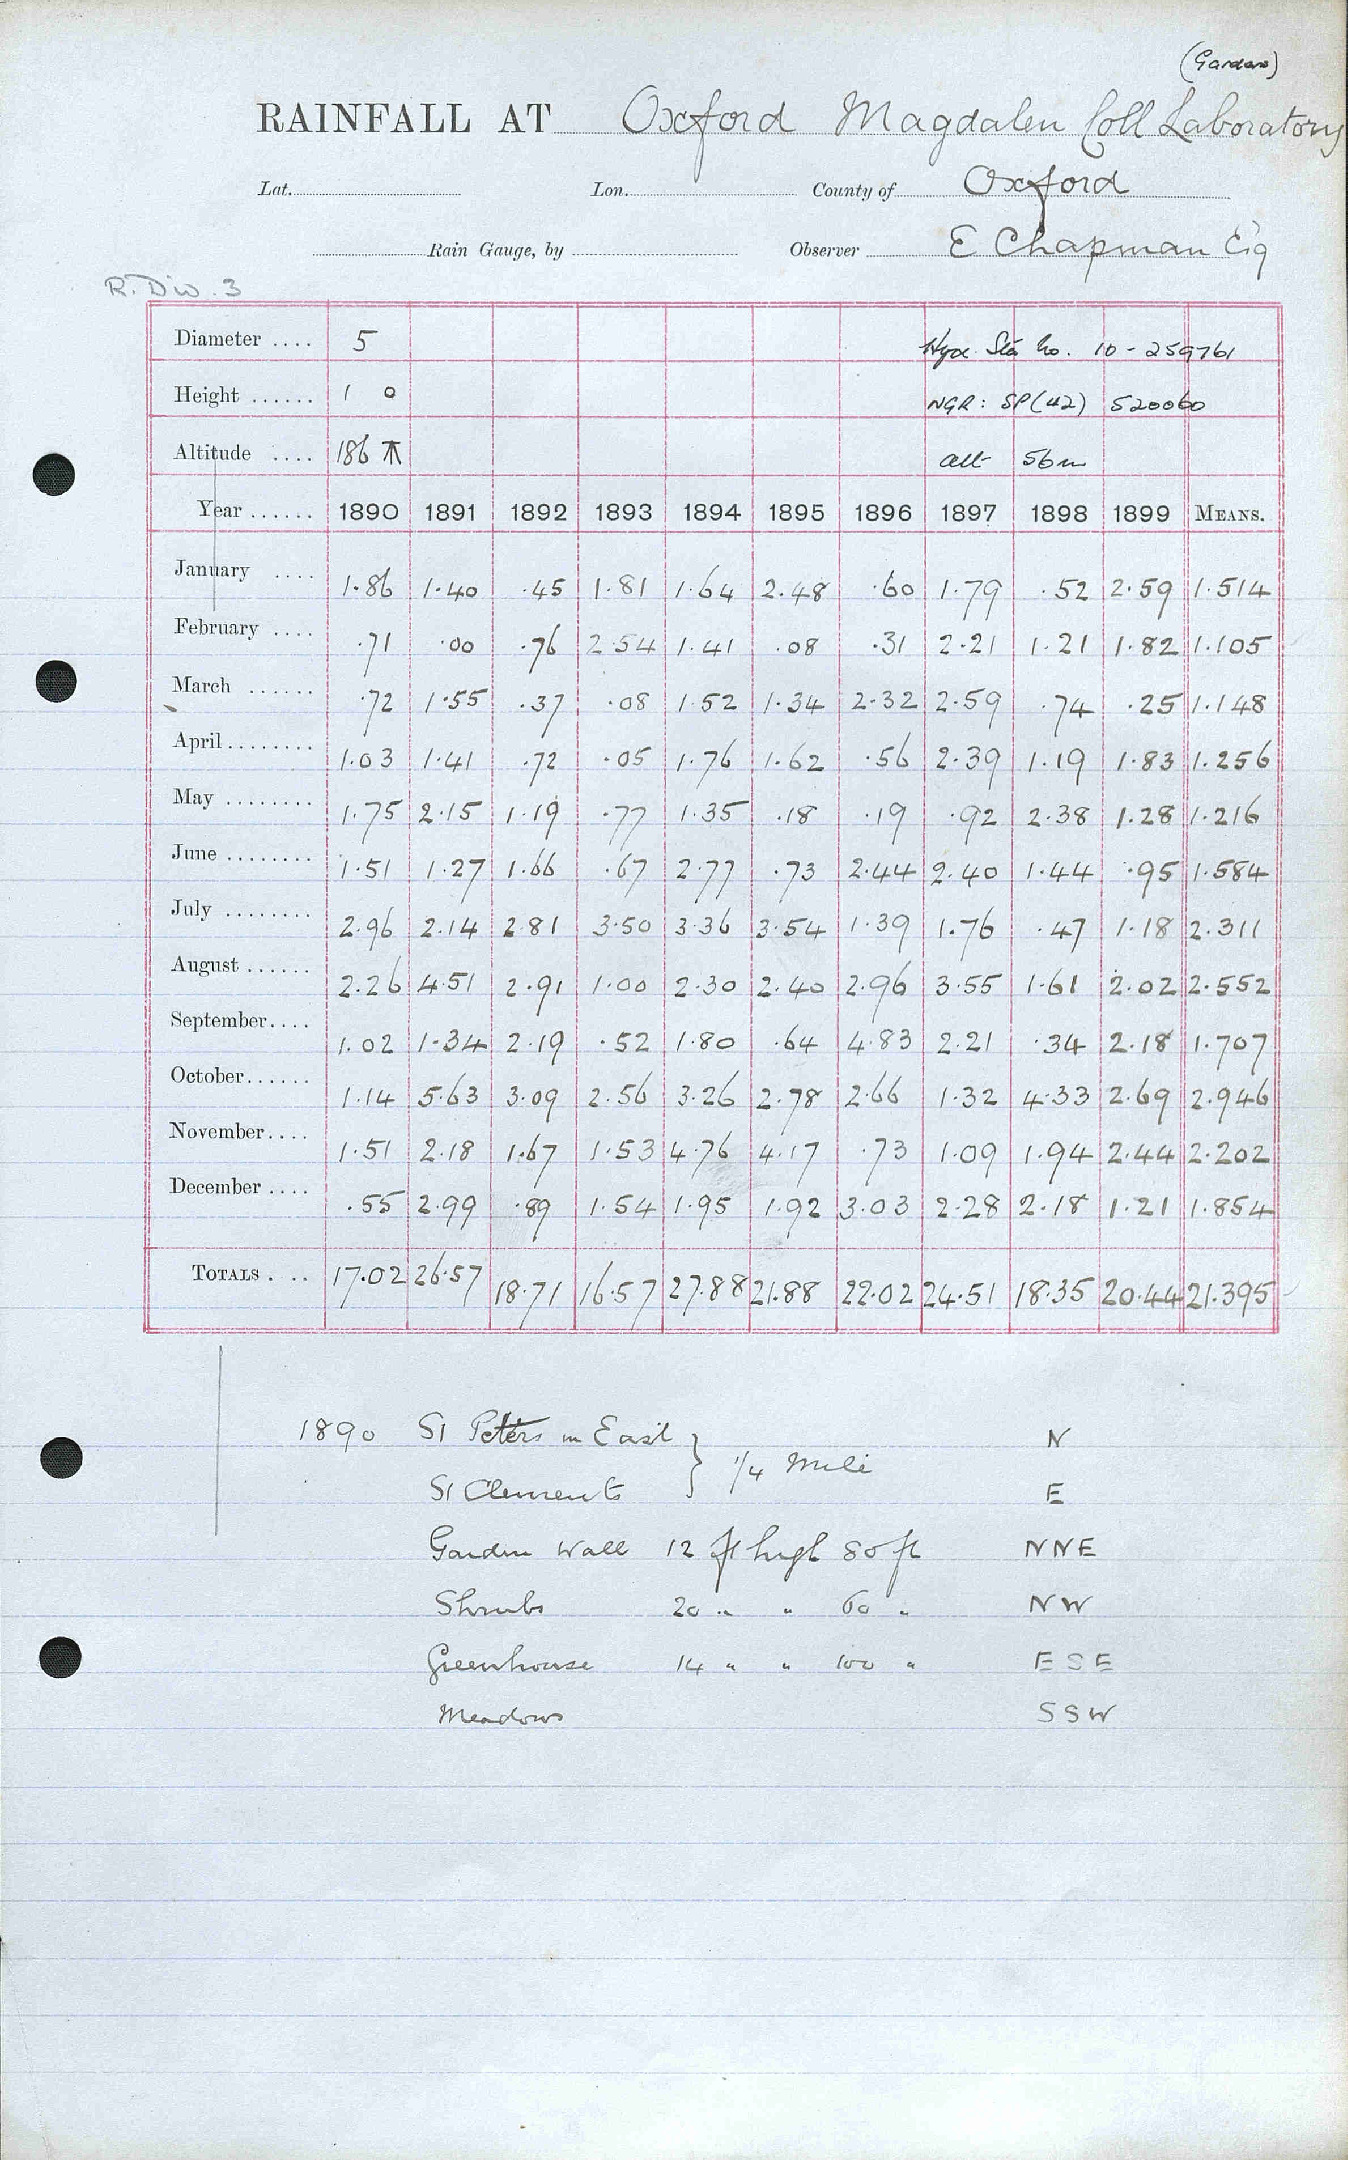 (Gardens)
RAINFALL AT Oxford Magdalen Coll Laboratory
Lat. Lon. County of Oxford
Rain Gauge, by Observer E Chapman Esq
R. Div. 3
Diameter .... 5 Sta No. 10 - 259761
Height ...... 1 0 NGR: SP(42) 520060
Altitude .... 186 alt 56m
Year ...... 1890 1891 1892 1893 1894 1895 1896 1897 1898 1899 MEANS.
January .... 1.86 1.40 .45 1.81 1.64 2.48 .60 1.79 .52 2.59 1.514
February .... .71 .00 .76 2.54 1.41 .08 .31 2.21 1.21 1.82 1.105
March ...... .72 1.55 .37 .08 1.52 1.34 2.32 2.59 .74 .25 1.148
April ........ 1.03 1.41 .72 .05 1.76 1.62 .56 2.39 1.19 1.83 1.256
May ........ 1.75 2.15 1.19 .77 1.35 .18 .19 .92 2.38 1.28 1.216
June ........ 1.51 1.27 1.66 .67 2.77 .73 2.44 2.40 1.44 .95 1.584
July ........ 2.96 2.14 2.81 3.50 3.36 3.54 1.39 1.76 .47 1.18 2.311
August ...... 2.26 4.51 2.91 1.00 2.30 2.40 2.96 3.55 1.61 2.02 2.552
September .... 1.02 1.34 2.19 .52 1.80 .64 4.83 2.21 .34 2.18 1.707
October ...... 1.14 5.63 3.09 2.56 3.26 2.78 2.66 1.32 4.33 2.69 2.946
November .... 1.51 2.18 1.67 1.53 4.76 4.17 .73 1.09 1.94 2.44 2.202
December .... .55 2.99 .89 1.54 1.95 1.92 3.03 2.28 2.18 1.21 1.854
TOTALS . .. 17.02 26.57 18.71 16.57 27.88 21.88 22.02 24.51 18.35 20.44 21.395
1890 St Peters in East N
} 1/4 Mile
St Clements E
Garden Wall 12 ft high 80 ft NNE
Shrubs 20 " " 60 " NW
Greenhouse 14 " " 100 " ESE
Meadows SSW